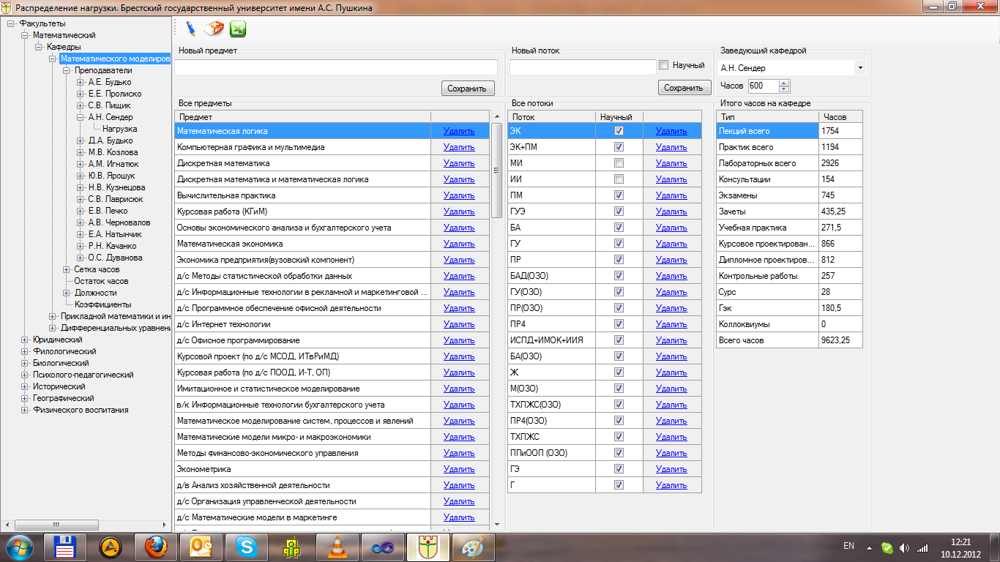 Распределение нагрузки. Брестский государственный университет имени А.С. Пушкина
Факультеты
Математический
Кафедры
Математического моделиров
Преподаватели
А.Е. Будько
Е.Е. Пролиско
С.В. Пищик
А.Н. Сендер
Нагрузка
Д.А. Будько
М.В. Козлова
А.М. Игнатюк
Ю.В. Ярошук
Н.В. Кузнецова
С.В. Лаврисюк
Е.В. Печко
А.В. Черновалов
Е.А. Натынчик
Р.Н. Качанко
О.С. Дуванова
Сетка часов
Остаток часов
Должности
Коэффициенты
Прикладной математики и ин
Дифференциальных уравнени
Юридический
Филологический
Биологический
Психолого-педагогический
Исторический
Географический
Физического воспитания
Новый предмет
Сохранить
Новый поток
Научный
Сохранить
Заведующий кафедрой
А.Н. Сендер
Часов 600
Все предметы
Предмет
Математическая логика Удалить
Компьютерная графика и мультимедиа Удалить
Дискретная математика Удалить
Дискретная математика и математическая логика Удалить
Вычислительная практика Удалить
Курсовая работа (КГиМ) Удалить
Основы экономического анализа и бухгалтерского учета Удалить
Математическая экономика Удалить
Экономика предприятия(вузовский компонент) Удалить
д/с Методы статистической обработки данных Удалить
д/с Информационные технологии в рекламной и маркетинговой ... Удалить
д/с Программное обеспечение офисной деятельности Удалить
д/с Интернет технологии Удалить
д/с Офисное программирование Удалить
Курсовой проект (по д/с МСОД, ИТвРиМД) Удалить
Курсовая работа (по д/с ПООД, И-Т, ОП) Удалить
Имитационное и статистическое моделирование Удалить
в/к Информационные технологии бухгалтерского учета Удалить
Математическое моделирование систем, процессов и явлений Удалить
Математические модели микро- и макроэкономики Удалить
Методы финансово-экономического управления Удалить
Эконометрика Удалить
д/в Анализ хозяйственной деятельности Удалить
д/с Организация управленческой деятельности Удалить
д/с Математические модели в маркетинге Удалить
Все потоки
Поток Научный
ЭК Удалить
ЭК+ПМ Удалить
МИ Удалить
ИИ Удалить
ПМ Удалить
ГУЭ Удалить
БА Удалить
ГУ Удалить
ПР Удалить
БАД(ОЗО) Удалить
ГУ(ОЗО) Удалить
ПР(ОЗО) Удалить
ПР4 Удалить
ИСПД+ИМОК+ИИЯ Удалить
БА(ОЗО) Удалить
Ж Удалить
М(ОЗО) Удалить
ТХПЖС(ОЗО) Удалить
ПР4(ОЗО) Удалить
ТХПЖС Удалить
ППиООП (ОЗО) Удалить
ГЭ Удалить
Г Удалить
Итого часов на кафедре
Тип Часов
Лекций всего 1754
Практик всего 1194
Лабораторных всего 2926
Консультации 154
Экзамены 745
Зачеты 435,25
Учебная практика 271,5
Курсовое проектирован... 866
Дипломное проектиров... 812
Контрольные работы 257
Сурс 28
Гэк 180,5
Коллоквиумы 0
Всего часов 9623,25
qip
EN
12:21
10.12.2012